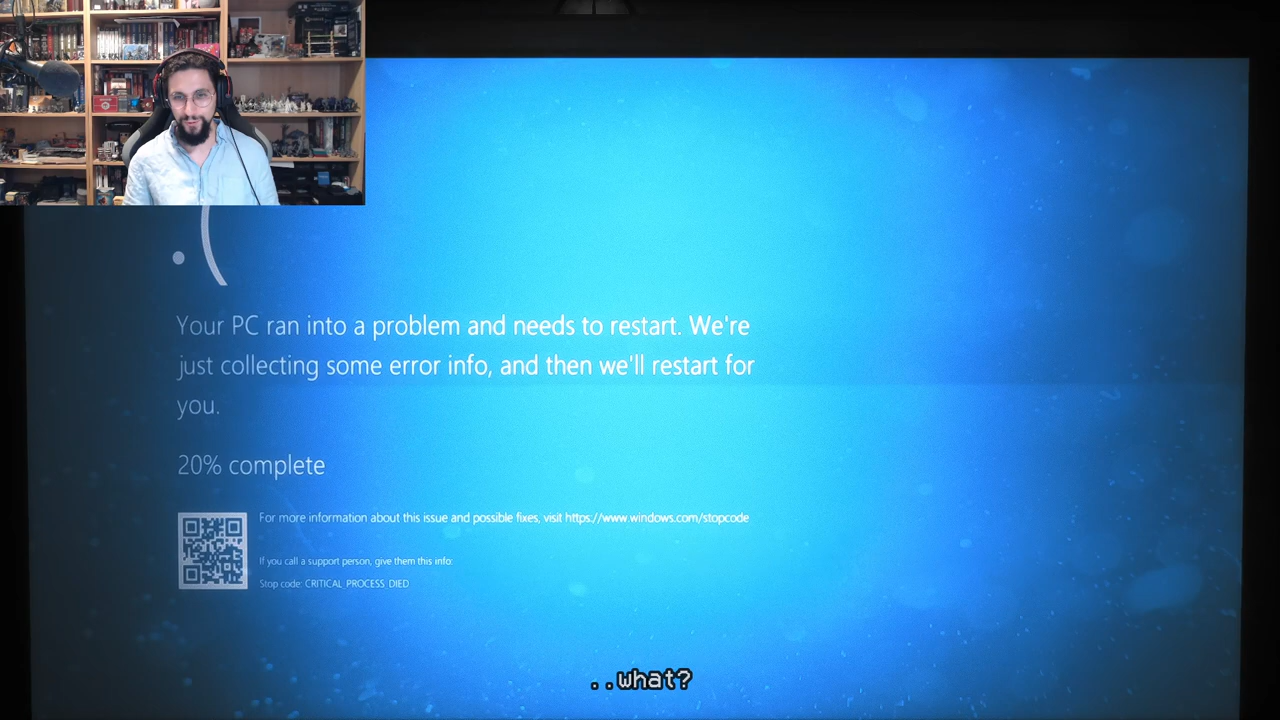 Your PC ran into a problem and needs to restart. We're
just collecting some error info, and then we'll restart for
you.
20% complete
For more information about this issue and possible fixes, visit https://www.windows.com/stopcode
If you call a support person, give them this info:
Stop code: CRITICAL_PROCESS_DIED
..what?